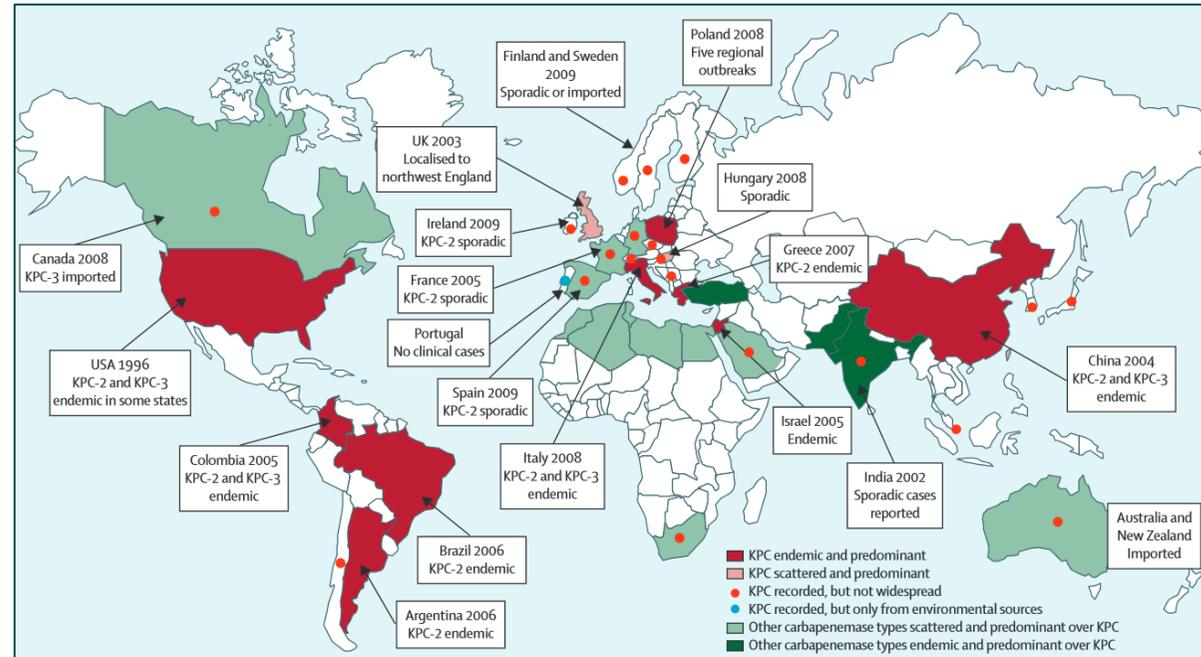 Poland 2008
Five regional
outbreaks
Finland and Sweden
2009
Sporadic or imported
UK 2003
Localised to
northwest England
Hungary 2008
Sporadic
Ireland 2009
KPC-2 sporadic
Greece 2007
KPC-2 endemic
Canada 2008
KPC-3 imported
France 2005
KPC-2 sporadic
Portugal
No clinical cases
USA 1996
KPC-2 and KPC-3
endemic in some states
China 2004
KPC-2 and KPC-3
endemic
Spain 2009
KPC-2 sporadic
Israel 2005
Endemic
Colombia 2005
KPC-2 and KPC-3
endemic
Italy 2008
KPC-2 and KPC-3
endemic
India 2002
Sporadic cases
reported
Australia and
New Zealand
Imported
Brazil 2006
KPC-2 endemic
Argentina 2006
KPC-2 endemic
KPC endemic and predominant
KPC scattered and predominant
KPC recorded, but not widespread
KPC recorded, but only from environmental sources
Other carbapenemase types scattered and predominant over KPC
Other carbapenemase types endemic and predominant over KPC